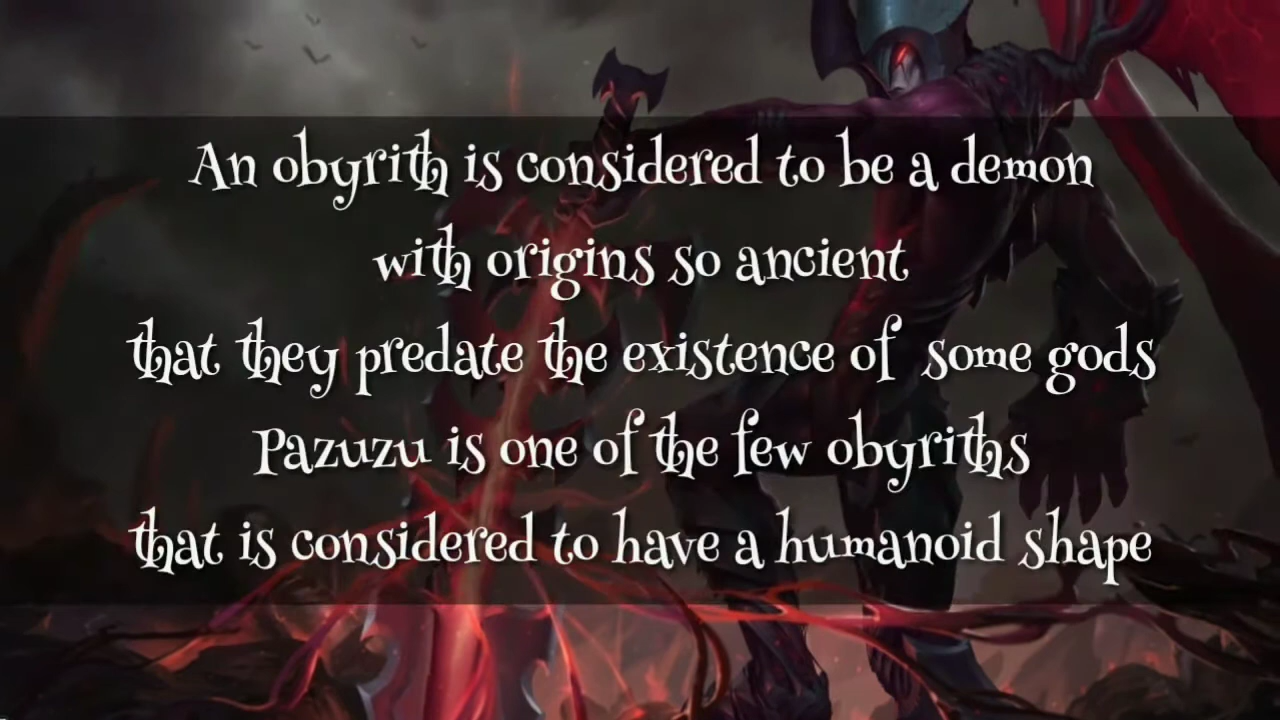 An obyrith is considered to be a demon
with origins so ancient
that they predate the existence of some gods
Pazuzu is one of the few obyriths
that is considered to have a humanoid shape